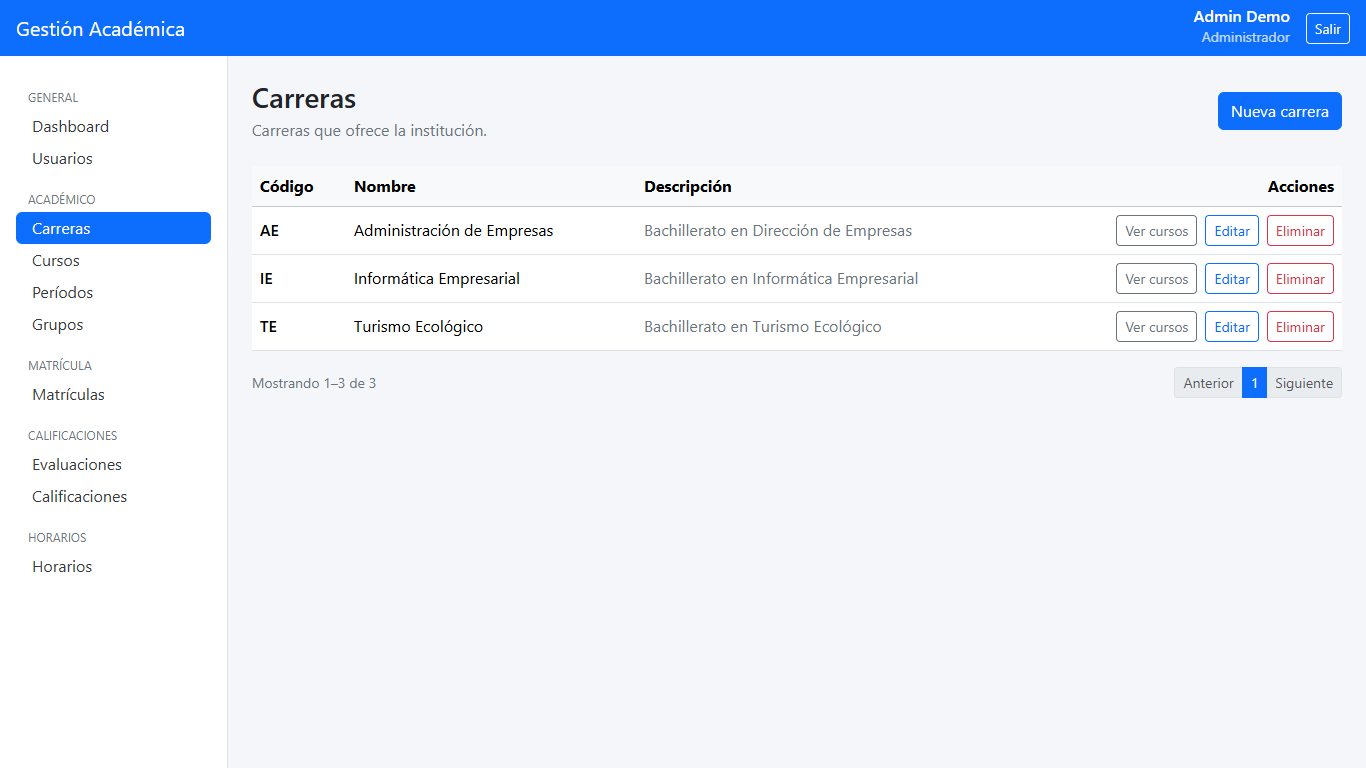 Gestión Académica
Admin Demo
Administrador
Salir
GENERAL
Dashboard
Usuarios
ACADÉMICO
Carreras
Cursos
Períodos
Grupos
MATRÍCULA
Matrículas
CALIFICACIONES
Evaluaciones
Calificaciones
HORARIOS
Horarios
Carreras
Carreras que ofrece la institución.
Nueva carrera
Código Nombre Descripción Acciones
AE Administración de Empresas Bachillerato en Dirección de Empresas Ver cursos Editar Eliminar
IE Informática Empresarial Bachillerato en Informática Empresarial Ver cursos Editar Eliminar
TE Turismo Ecológico Bachillerato en Turismo Ecológico Ver cursos Editar Eliminar
Mostrando 1–3 de 3
Anterior 1 Siguiente